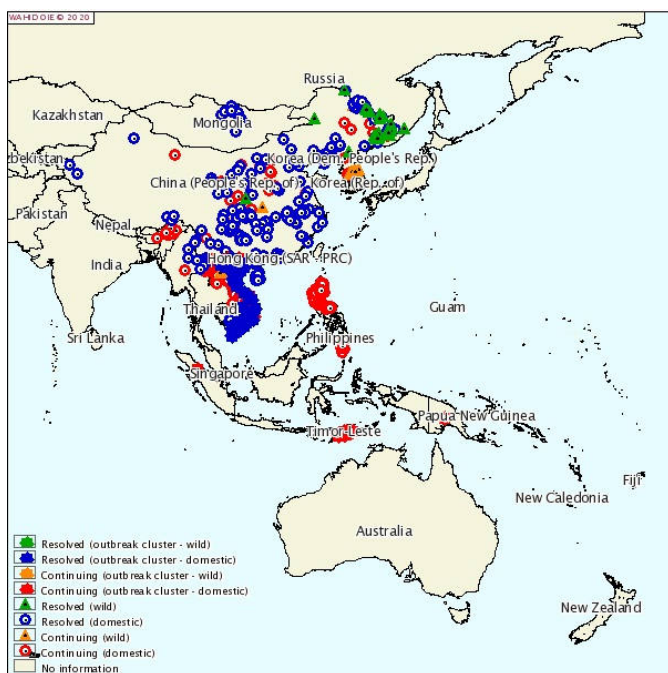 WAHID OIE © 2020
Russia
Kazakhstan
Mongolia
zbekistan
Korea (Dem. People's Rep.)
China (People's Rep. of)
Korea (Rep. of)
Pakistan
Nepal
India
Hong Kong (SAR - PRC)
Thailand
Guam
Sri Lanka
Philippines
Singapore
Papua New Guinea
Timor-Leste
Fiji
New Caledonia
Australia
New Zealand
Resolved (outbreak cluster - wild)
Resolved (outbreak cluster - domestic)
Continuing (outbreak cluster - wild)
Continuing (outbreak cluster - domestic)
Resolved (wild)
Resolved (domestic)
Continuing (wild)
Continuing (domestic)
No information